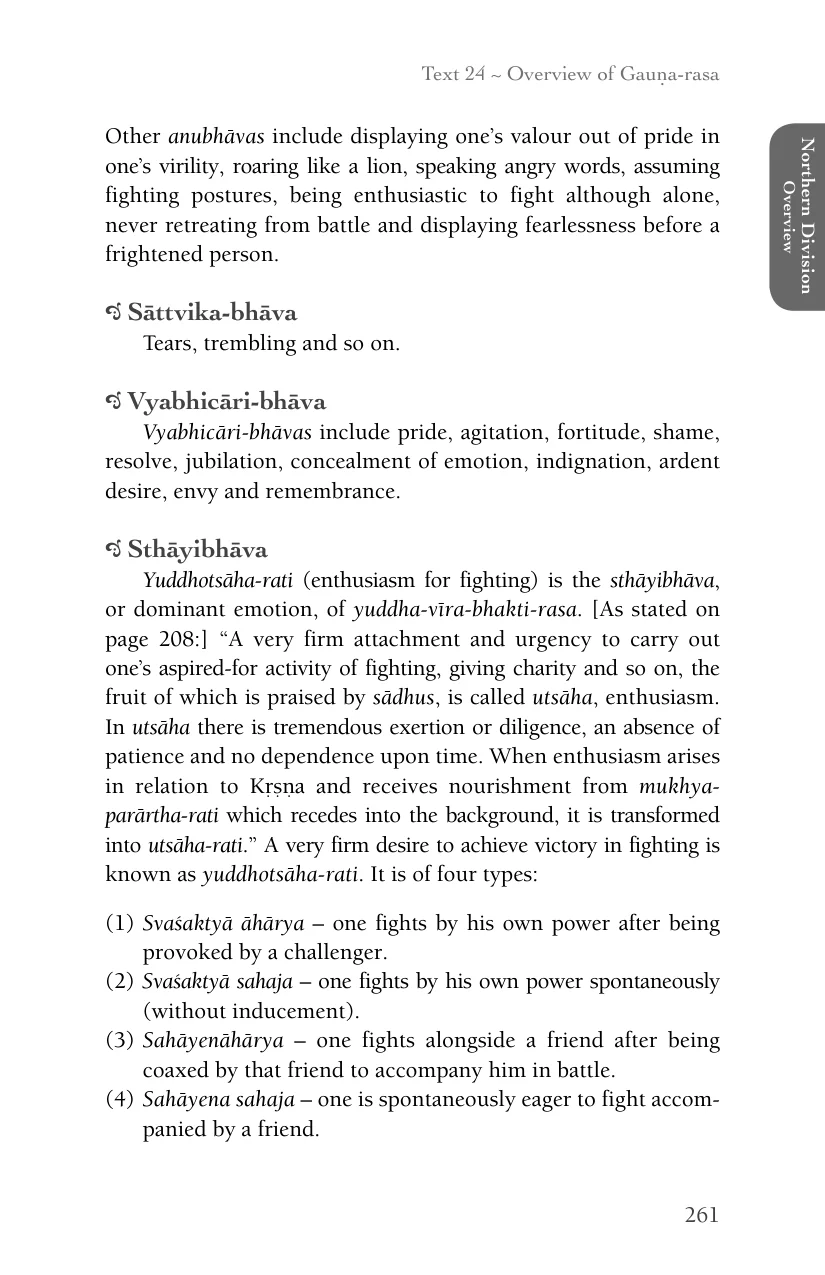 Text 24 ~ Overview of Gauṇa-rasa
Northern Division
Overview
Other anubhāvas include displaying one’s valour out of pride in
one’s virility, roaring like a lion, speaking angry words, assuming
fighting postures, being enthusiastic to fight although alone,
never retreating from battle and displaying fearlessness before a
frightened person.
Sāttvika-bhāva
Tears, trembling and so on.
Vyabhicāri-bhāva
Vyabhicāri-bhāvas include pride, agitation, fortitude, shame,
resolve, jubilation, concealment of emotion, indignation, ardent
desire, envy and remembrance.
Sthāyibhāva
Yuddhotsāha-rati (enthusiasm for fighting) is the sthāyibhāva,
or dominant emotion, of yuddha-vīra-bhakti-rasa. [As stated on
page 208:] “A very firm attachment and urgency to carry out
one’s aspired-for activity of fighting, giving charity and so on, the
fruit of which is praised by sādhus, is called utsāha, enthusiasm.
In utsāha there is tremendous exertion or diligence, an absence of
patience and no dependence upon time. When enthusiasm arises
in relation to Kṛṣṇa and receives nourishment from mukhya-
parārtha-rati which recedes into the background, it is transformed
into utsāha-rati.” A very firm desire to achieve victory in fighting is
known as yuddhotsāha-rati. It is of four types:
(1) Svaśaktyā āhārya – one fights by his own power after being
provoked by a challenger.
(2) Svaśaktyā sahaja – one fights by his own power spontaneously
(without inducement).
(3) Sahāyenāhārya – one fights alongside a friend after being
coaxed by that friend to accompany him in battle.
(4) Sahāyena sahaja – one is spontaneously eager to fight accom-
panied by a friend.
261